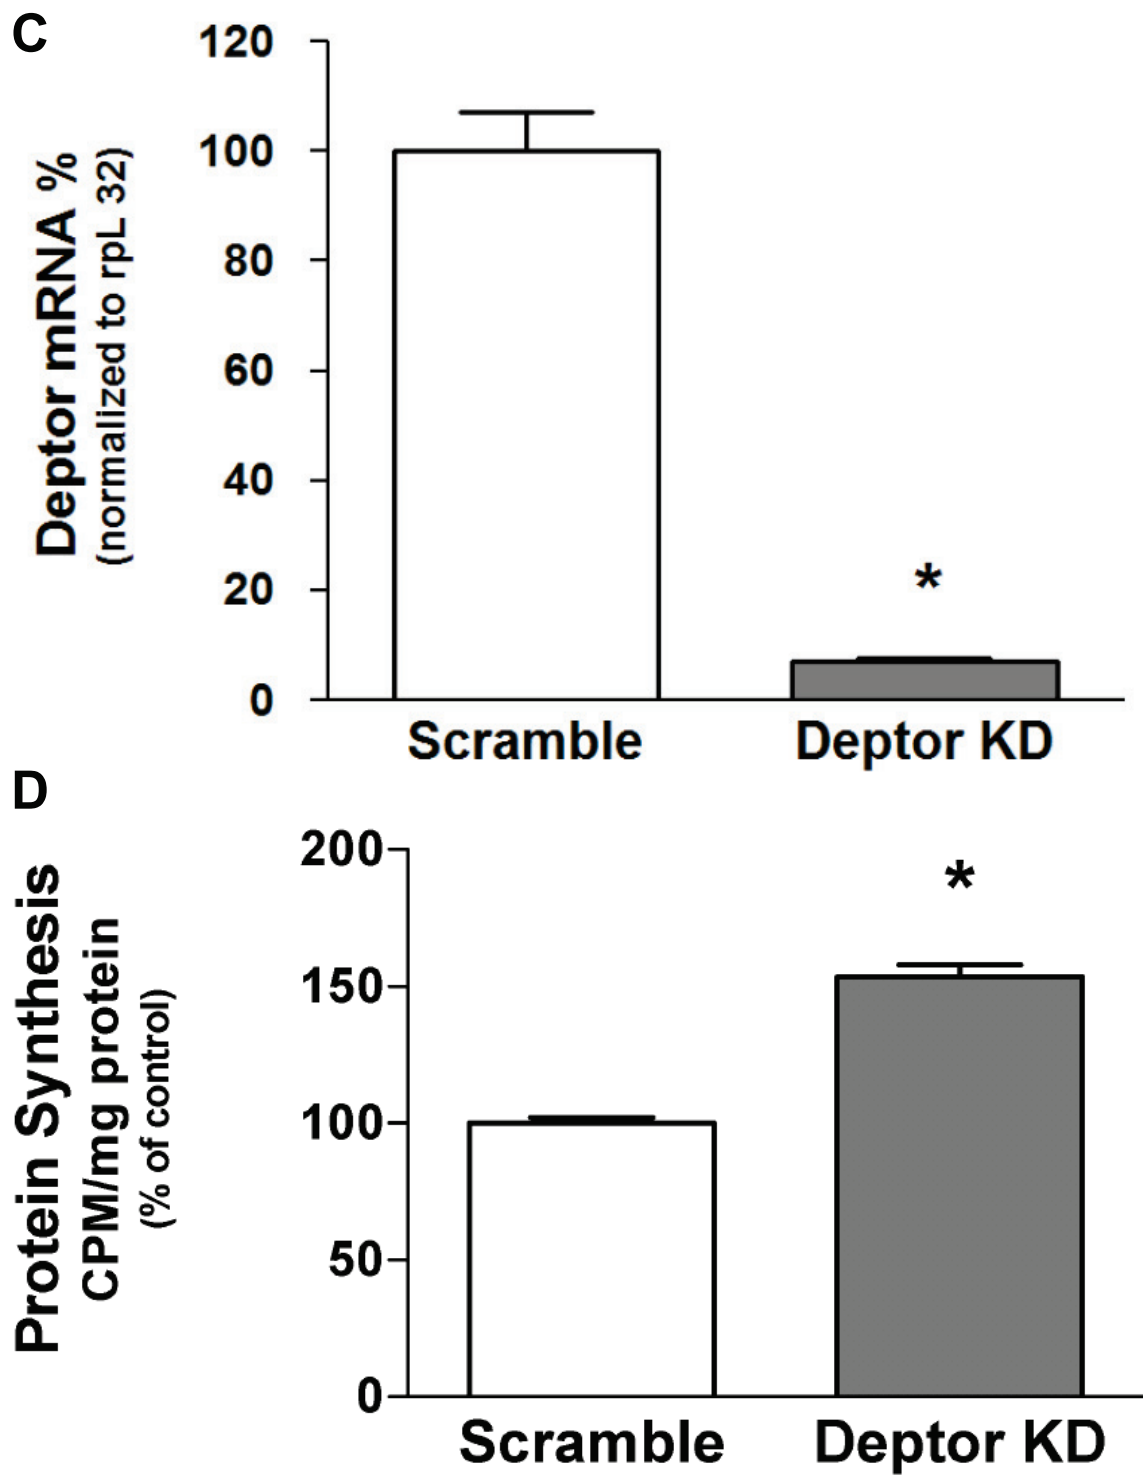 C
Deptor mRNA %
(normalized to rpL 32)
120
100
80
60
40
20
0
*
Scramble
Deptor KD
D
Protein Synthesis
CPM/mg protein
(% of control)
200
150
100
50
0
*
Scramble
Deptor KD